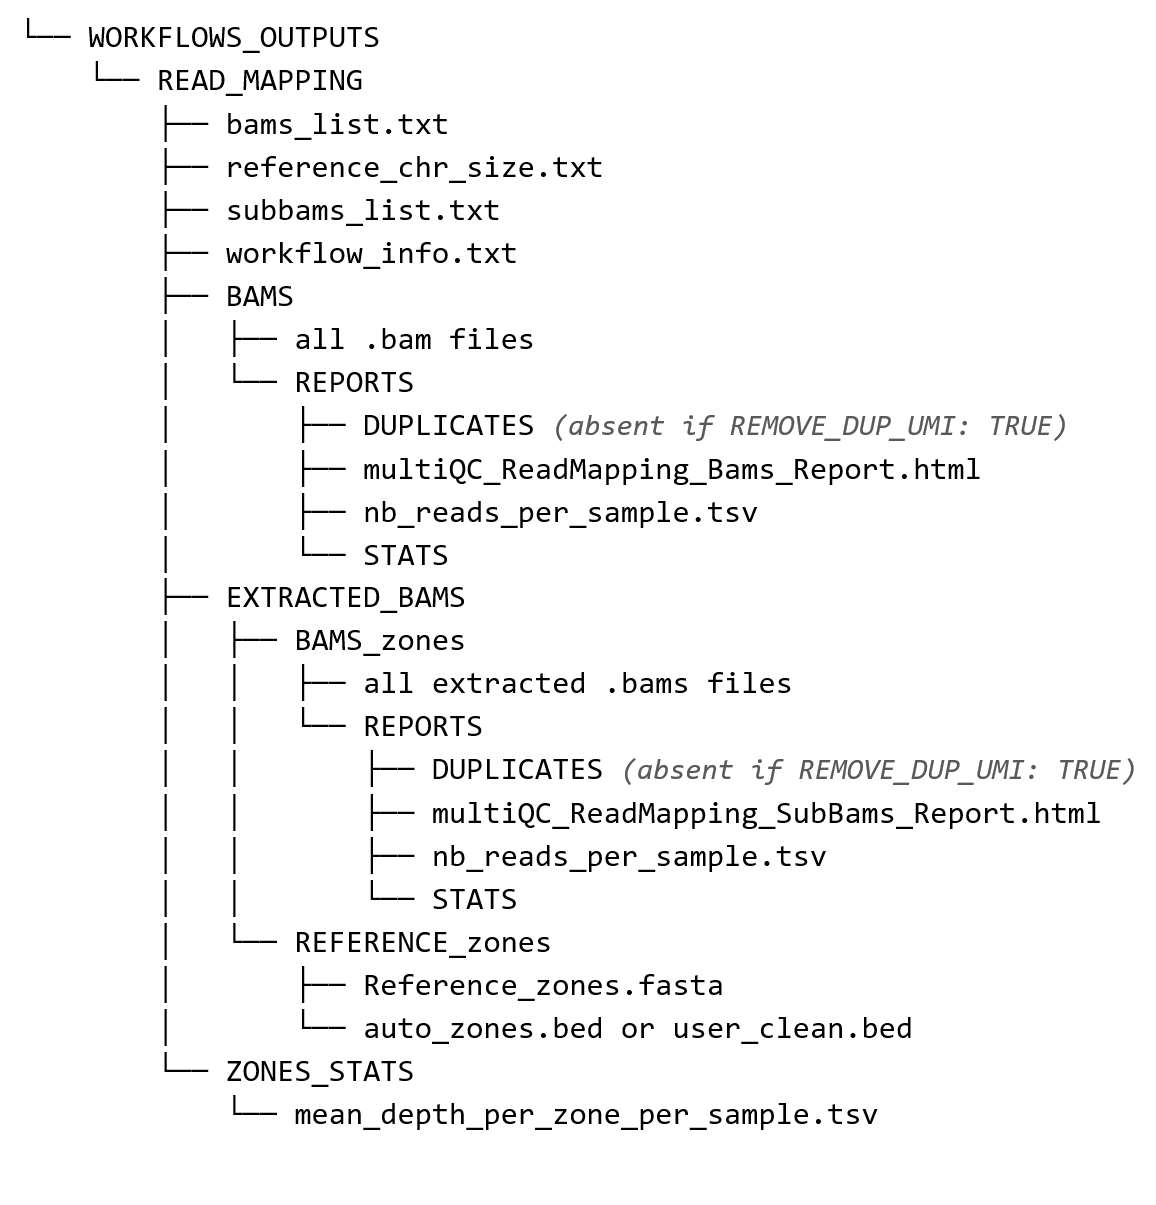 └── WORKFLOWS_OUTPUTS
    └── READ_MAPPING
        ├── bams_list.txt
        ├── reference_chr_size.txt
        ├── subbams_list.txt
        ├── workflow_info.txt
        ├── BAMS
        │   ├── all .bam files
        │   └── REPORTS
        │       ├── DUPLICATES (absent if REMOVE_DUP_UMI: TRUE)
        │       ├── multiQC_ReadMapping_Bams_Report.html
        │       ├── nb_reads_per_sample.tsv
        │       └── STATS
        ├── EXTRACTED_BAMS
        │   ├── BAMS_zones
        │   │   ├── all extracted .bams files
        │   │   └── REPORTS
        │   │       ├── DUPLICATES (absent if REMOVE_DUP_UMI: TRUE)
        │   │       ├── multiQC_ReadMapping_SubBams_Report.html
        │   │       ├── nb_reads_per_sample.tsv
        │   │       └── STATS
        │   └── REFERENCE_zones
        │       ├── Reference_zones.fasta
        │       └── auto_zones.bed or user_clean.bed
        └── ZONES_STATS
            └── mean_depth_per_zone_per_sample.tsv